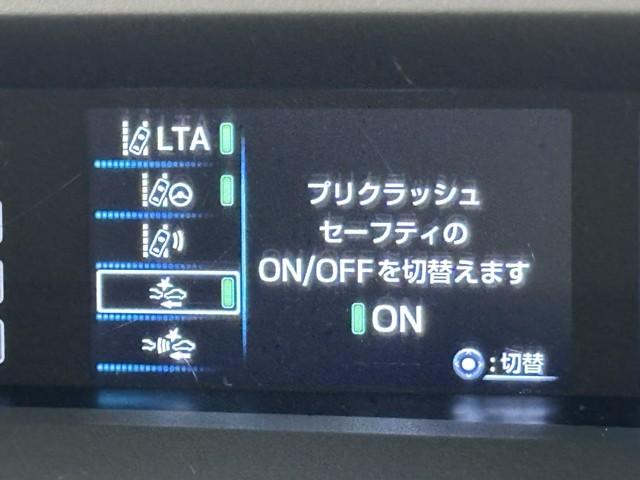 LTA
プリクラッシュ
セーフティの
ON/OFFを切替えます
ON
:切替